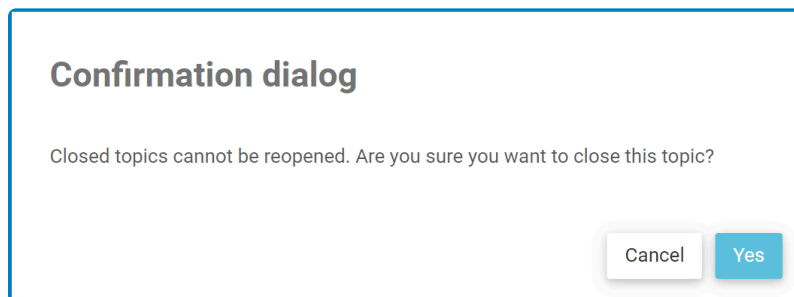 Confirmation dialog
Closed topics cannot be reopened. Are you sure you want to close this topic?
Cancel Yes